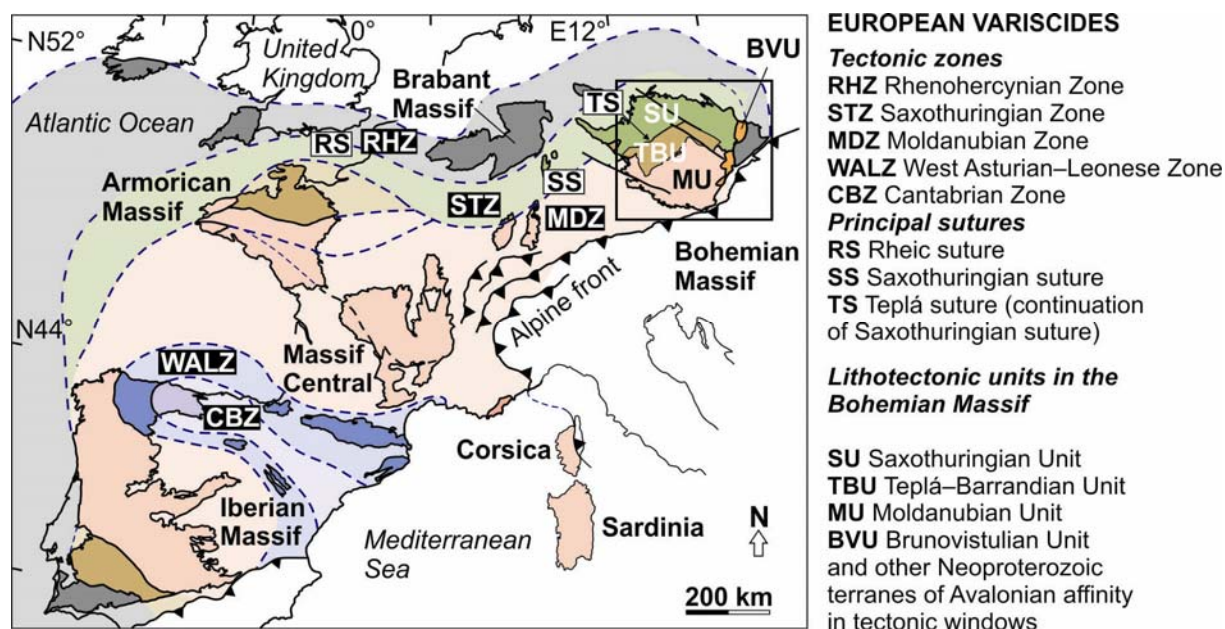 N52°
United
Kingdom
0°
E12°
BVU
Brabant
Massif
TS
SU
Atlantic Ocean
RS
RHZ
TBU
Armorican
Massif
SS
MU
STZ
MDZ
Bohemian
Massif
Alpine front
N44°
WALZ
Massif
Central
CBZ
Corsica
Iberian
Massif
Sardinia
N
Mediterranean
Sea
200 km
EUROPEAN VARISCIDES
Tectonic zones
RHZ Rhenohercynian Zone
STZ Saxothuringian Zone
MDZ Moldanubian Zone
WALZ West Asturian–Leonese Zone
CBZ Cantabrian Zone
Principal sutures
RS Rheic suture
SS Saxothuringian suture
TS Teplá suture (continuation
of Saxothuringian suture)
Lithotectonic units in the
Bohemian Massif
SU Saxothuringian Unit
TBU Teplá–Barrandian Unit
MU Moldanubian Unit
BVU Brunovistulian Unit
and other Neoproterozoic
terranes of Avalonian affinity
in tectonic windows